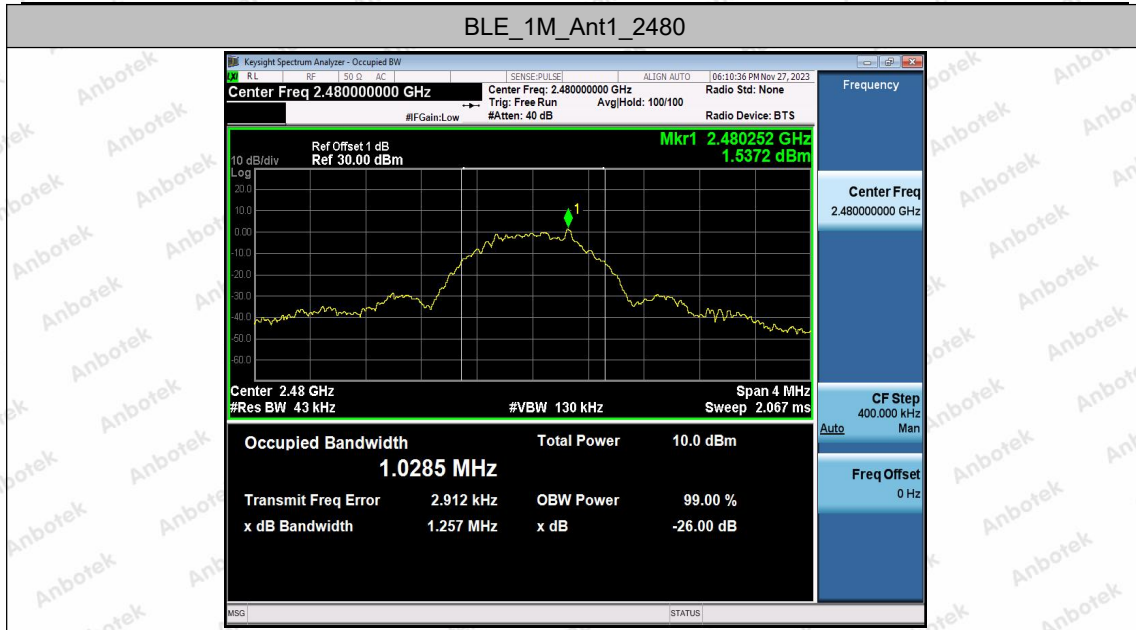 BLE_1M_Ant1_2480
Keysight Spectrum Analyzer - Occupied BW
LXI RL RF 50 Ω AC SENSE:PULSE ALIGN AUTO 06:10:36 PM Nov 27, 2023
Center Freq 2.480000000 GHz Center Freq: 2.480000000 GHz Radio Std: None Frequency
Trig: Free Run Avg|Hold: 100/100
#IFGain:Low #Atten: 40 dB Radio Device: BTS
Mkr1 2.480252 GHz
Ref Offset 1 dB 1.5372 dBm
10 dB/div Ref 30.00 dBm
Log
20.0
10.0
0.00
-10.0
-20.0
-30.0
-40.0
-50.0
-60.0
1
Center Freq
2.480000000 GHz
Center 2.48 GHz Span 4 MHz
#Res BW 43 kHz #VBW 130 kHz Sweep 2.067 ms
CF Step
400.000 kHz
Auto Man
Occupied Bandwidth Total Power 10.0 dBm
1.0285 MHz
Freq Offset
0 Hz
Transmit Freq Error 2.912 kHz OBW Power 99.00 %
x dB Bandwidth 1.257 MHz x dB -26.00 dB
MSG STATUS
Anbotek